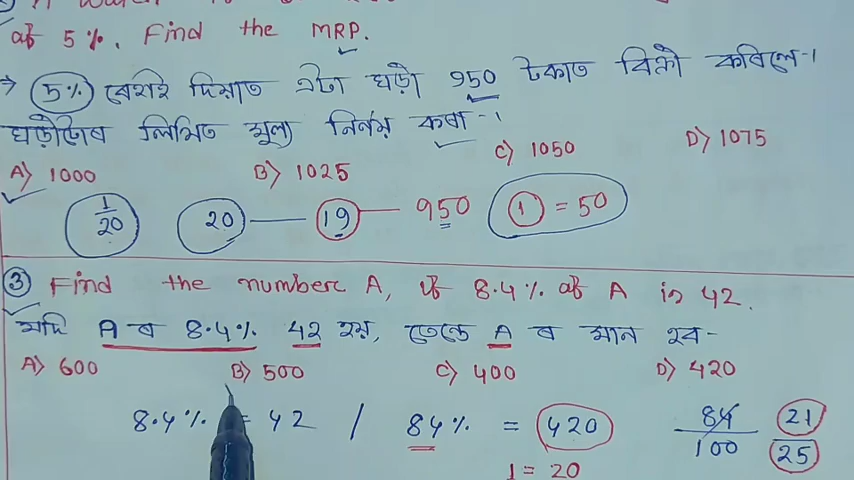 of 5%. Find the MRP.
→ 5% ৰেহাই দিয়াত এটা ঘড়ী 950 টকাত বিক্ৰী কৰিলে।
ঘড়ীটোৰ লিখিত মূল্য নিৰ্ণয় কৰা-।
A) 1000 B) 1025 C) 1050 D) 1075
1/20 20 — 19 — 950 1 = 50
3 Find the number A, if 8.4% of A is 42.
যদি A ৰ 8.4% 42 হয়, তেন্তে A ৰ মান হব-
A) 600 B) 500 C) 400 D) 420
8.4% = 42 / 84% = 420 84/100 21/25
1 = 20